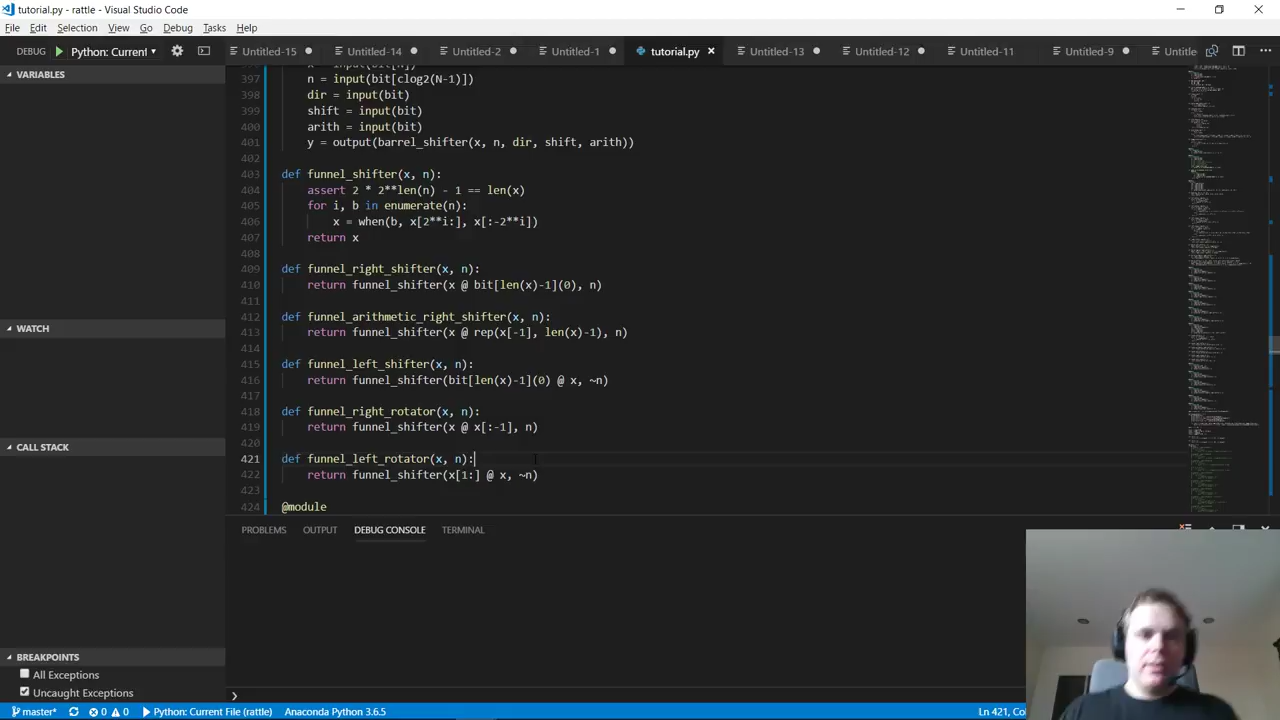 tutorial.py - rattle - Visual Studio Code
File Edit Selection View Go Debug Tasks Help
DEBUG Python: Current Untitled-15 Untitled-14 Untitled-2 Untitled-1 tutorial.py Untitled-13 Untitled-12 Untitled-11 Untitled-9 Untitle
VARIABLES
397 n = input(bit[clog2(N-1)])
398 dir = input(bit)
399 shift = input(bit)
400 arith = input(bit)
401 y = output(barrel_shifter(x, n, dir, shift, arith))
402
403 def funnel_shifter(x, n):
404 assert 2 * 2**len(n) - 1 == len(x)
405 for i, b in enumerate(n):
406 x = when(b, x[2**i:], x[:-2**i])
407 return x
408
409 def funnel_right_shifter(x, n):
410 return funnel_shifter(x @ bit[len(x)-1](0), n)
411
412 def funnel_arithmetic_right_shifter(x, n):
413 return funnel_shifter(x @ rep(x[-1], len(x)-1), n)
414
415 def funnel_left_shifter(x, n):
416 return funnel_shifter(bit[len(x)-1](0) @ x, ~n)
417
418 def funnel_right_rotator(x, n):
419 return funnel_shifter(x @ x[:-1], n)
420
421 def funnel_left_rotator(x, n):
422 return funnel_shifter(x[1:] @ x, ~n)
423
424 @module
WATCH
CALL STACK
BREAKPOINTS
All Exceptions
Uncaught Exceptions
PROBLEMS OUTPUT DEBUG CONSOLE TERMINAL
master* 0 0 Python: Current File (rattle) Anaconda Python 3.6.5 Ln 421,